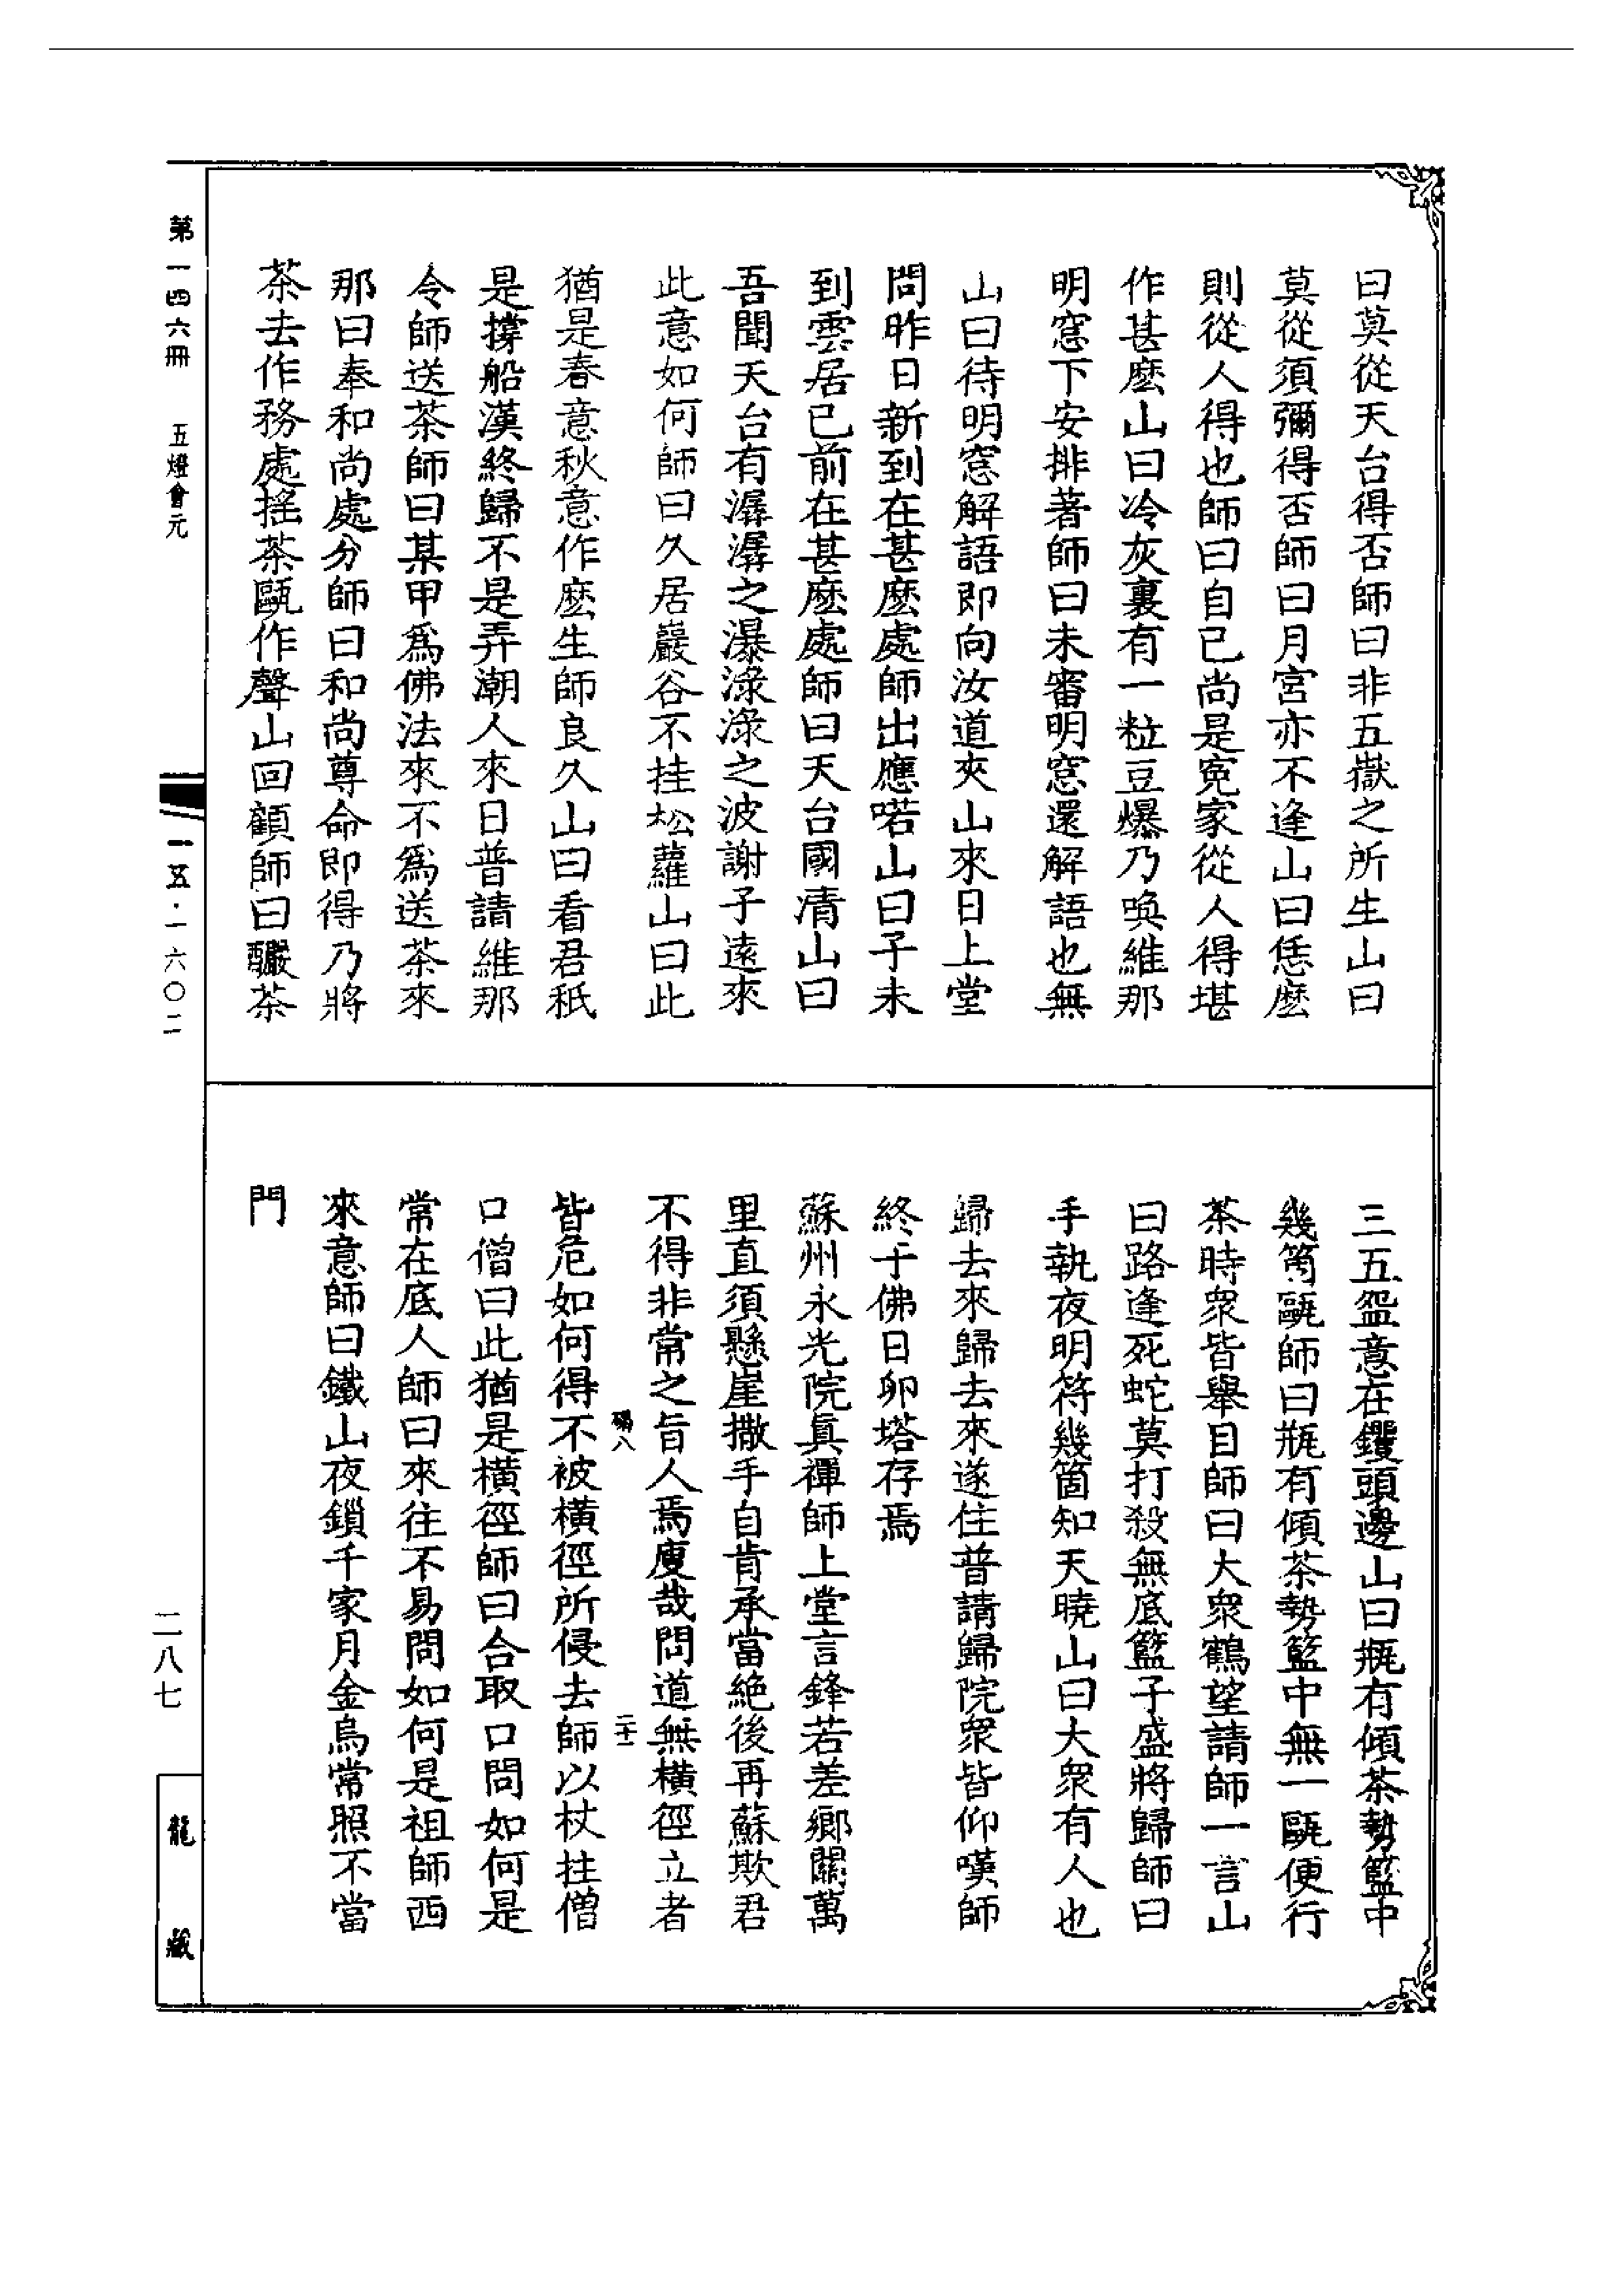 曰莫從天台得否師曰非五嶽之所生山曰
莫從須彌得否師曰月宮亦不逢山曰恁麽
則從人得也師曰自己尚是寃家從人得堪
作甚麽山曰冷灰裏有一粒豆爆乃喚維那
明窓下安排著師曰未審明窓還解語也無
山曰待明窓解語即向汝道夾山來日上堂
問昨日新到在甚麽處師出應喏山曰子未
到雲居已前在甚麽處師曰天台國清山曰
吾聞天台有潺潺之瀑淥淥之波謝子遠來
此意如何師曰久居巖谷不挂松蘿山曰此
猶是春意秋意作麽生師良久山曰看君秖
是撐船漢終歸不是弄潮人來日普請維那
令師送茶師曰某甲爲佛法來不爲送茶來
那曰奉和尚處分師曰和尚尊命即得乃將
茶去作務處搖茶甌作聲山回顧師曰釅茶
三五盌意在钁頭邊山曰瓶有傾茶勢籃中
幾箇甌師曰瓶有傾茶勢籃中無一甌便行
茶時衆皆舉目師曰大衆鶴望請師一言山
曰路逢死蛇莫打殺無底籃子盛將歸師曰
手執夜明符幾箇知天曉山曰大衆有人也
歸去來歸去來遂住普請歸院衆皆仰嘆師
終于佛日卵塔存焉
蘇州永光院眞禪師上堂言鋒若差鄉關萬
里直須懸崖撒手自肯承當絶後再蘇欺君
不得非常之旨人焉廋哉問道無橫徑立者
皆危如何得不被橫徑所侵去師以杖拄僧
口僧曰此猶是橫徑師曰合取口問如何是
常在底人師曰來往不易問如何是祖師西
來意師曰鐵山夜鎖千家月金烏常照不當
門
八
二十一
第一四六冊　五燈會元
一五·一六〇二
二八七
龍藏